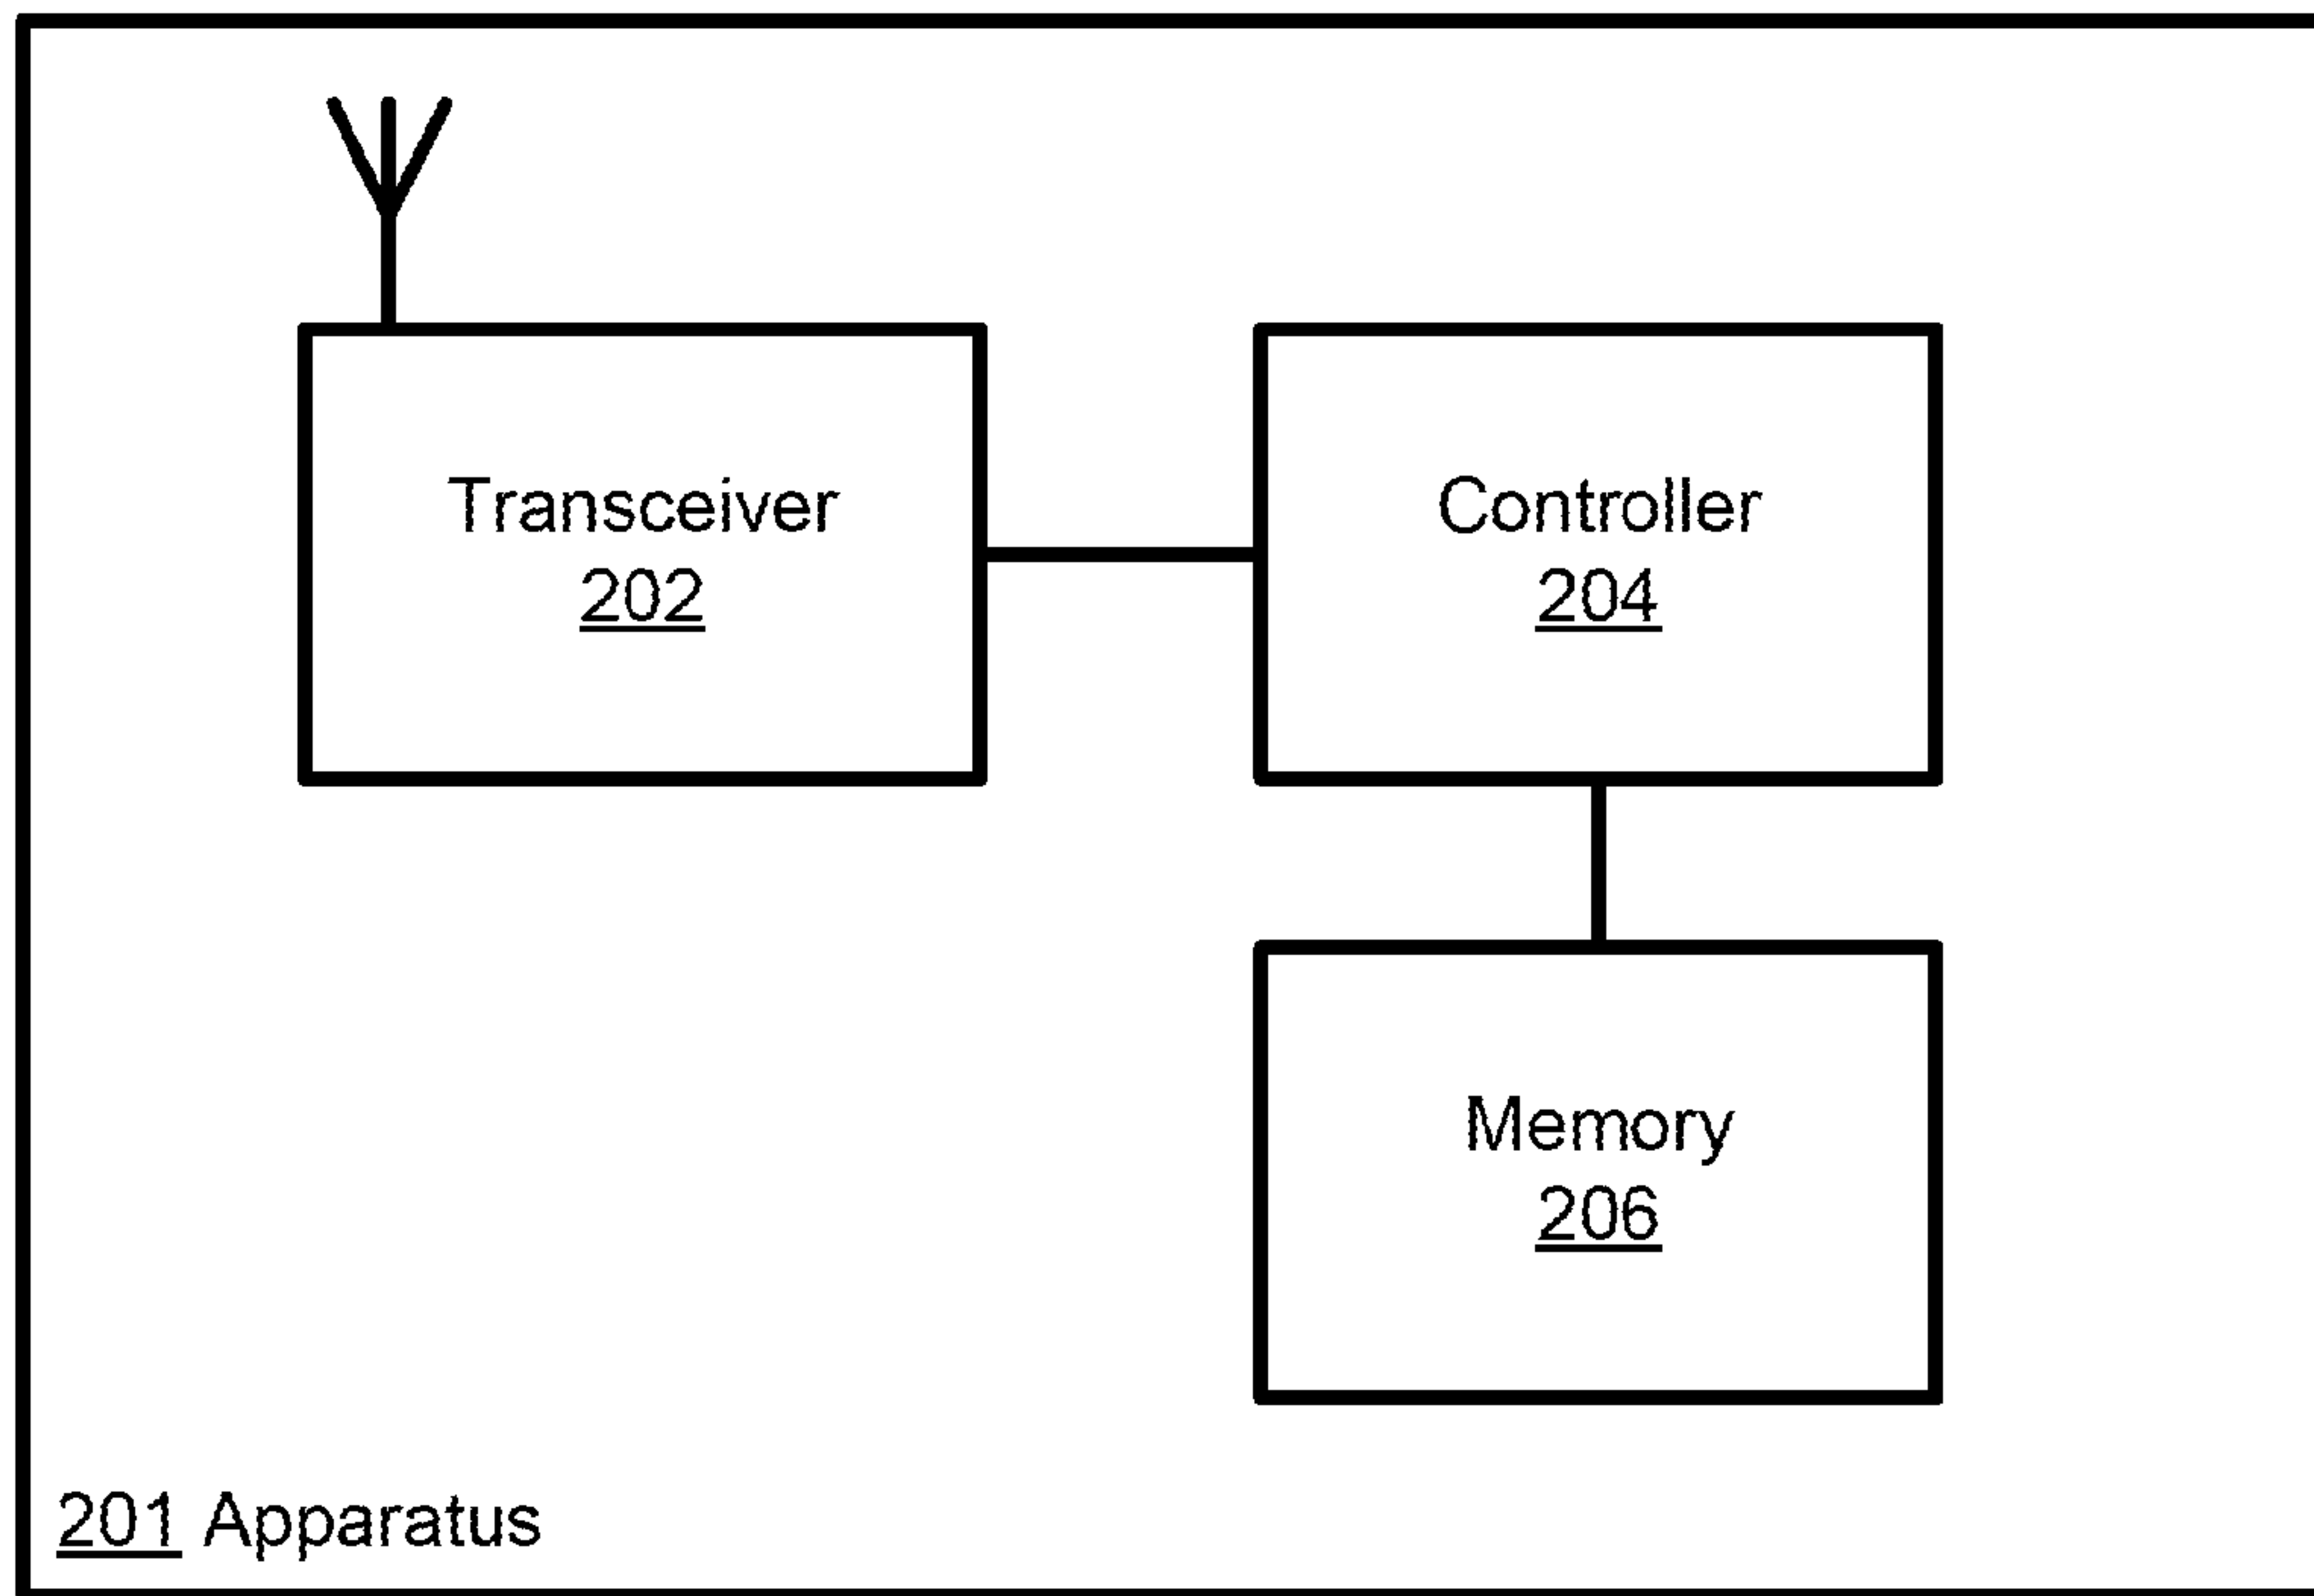 Transceiver
202
Controller
204
Memory
206
201 Apparatus